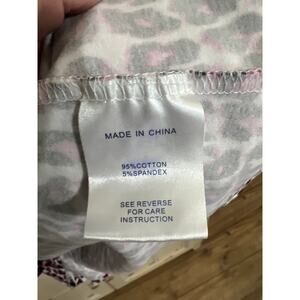 MADE IN CHINA
95%COTTON
5%SPANDEX
SEE REVERSE
FOR CARE
INSTRUCTION